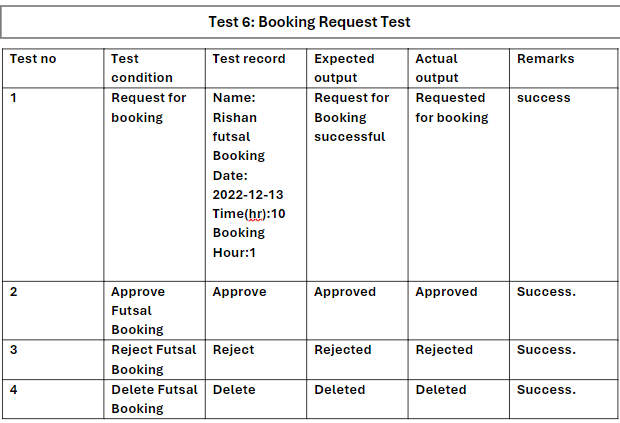 Test 6: Booking Request Test
Test no Test condition Test record Expected output Actual output Remarks
1 Request for booking Name: Rishan futsal Booking Date: 2022-12-13 Time(hr):10 Booking Hour:1 Request for Booking successful Requested for booking success
2 Approve Futsal Booking Approve Approved Approved Success.
3 Reject Futsal Booking Reject Rejected Rejected Success.
4 Delete Futsal Booking Delete Deleted Deleted Success.